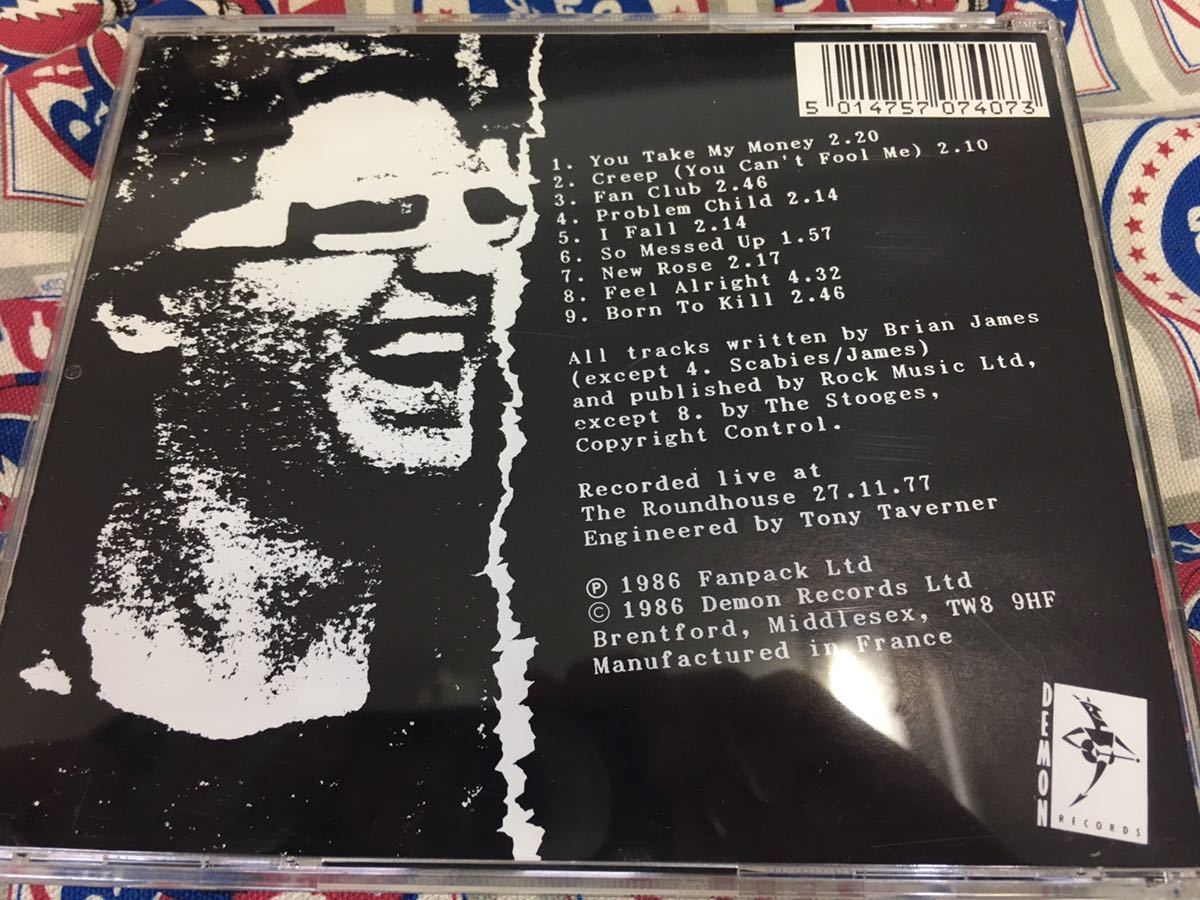 5 014757 074073
1. You Take My Money 2.20
2. Creep (You Can't Fool Me) 2.10
3. Fan Club 2.46
4. Problem Child 2.14
5. I Fall 2.14
6. So Messed Up 1.57
7. New Rose 2.17
8. Feel Alright 4.32
9. Born To Kill 2.46
All tracks written by Brian James
(except 4. Scabies/James)
and published by Rock Music Ltd,
except 8. by The Stooges,
Copyright Control.
Recorded live at
The Roundhouse 27.11.77
Engineered by Tony Taverner
℗ 1986 Fanpack Ltd
© 1986 Demon Records Ltd
Brentford, Middlesex, TW8 9HF
Manufactured in France
DEMON
RECORDS